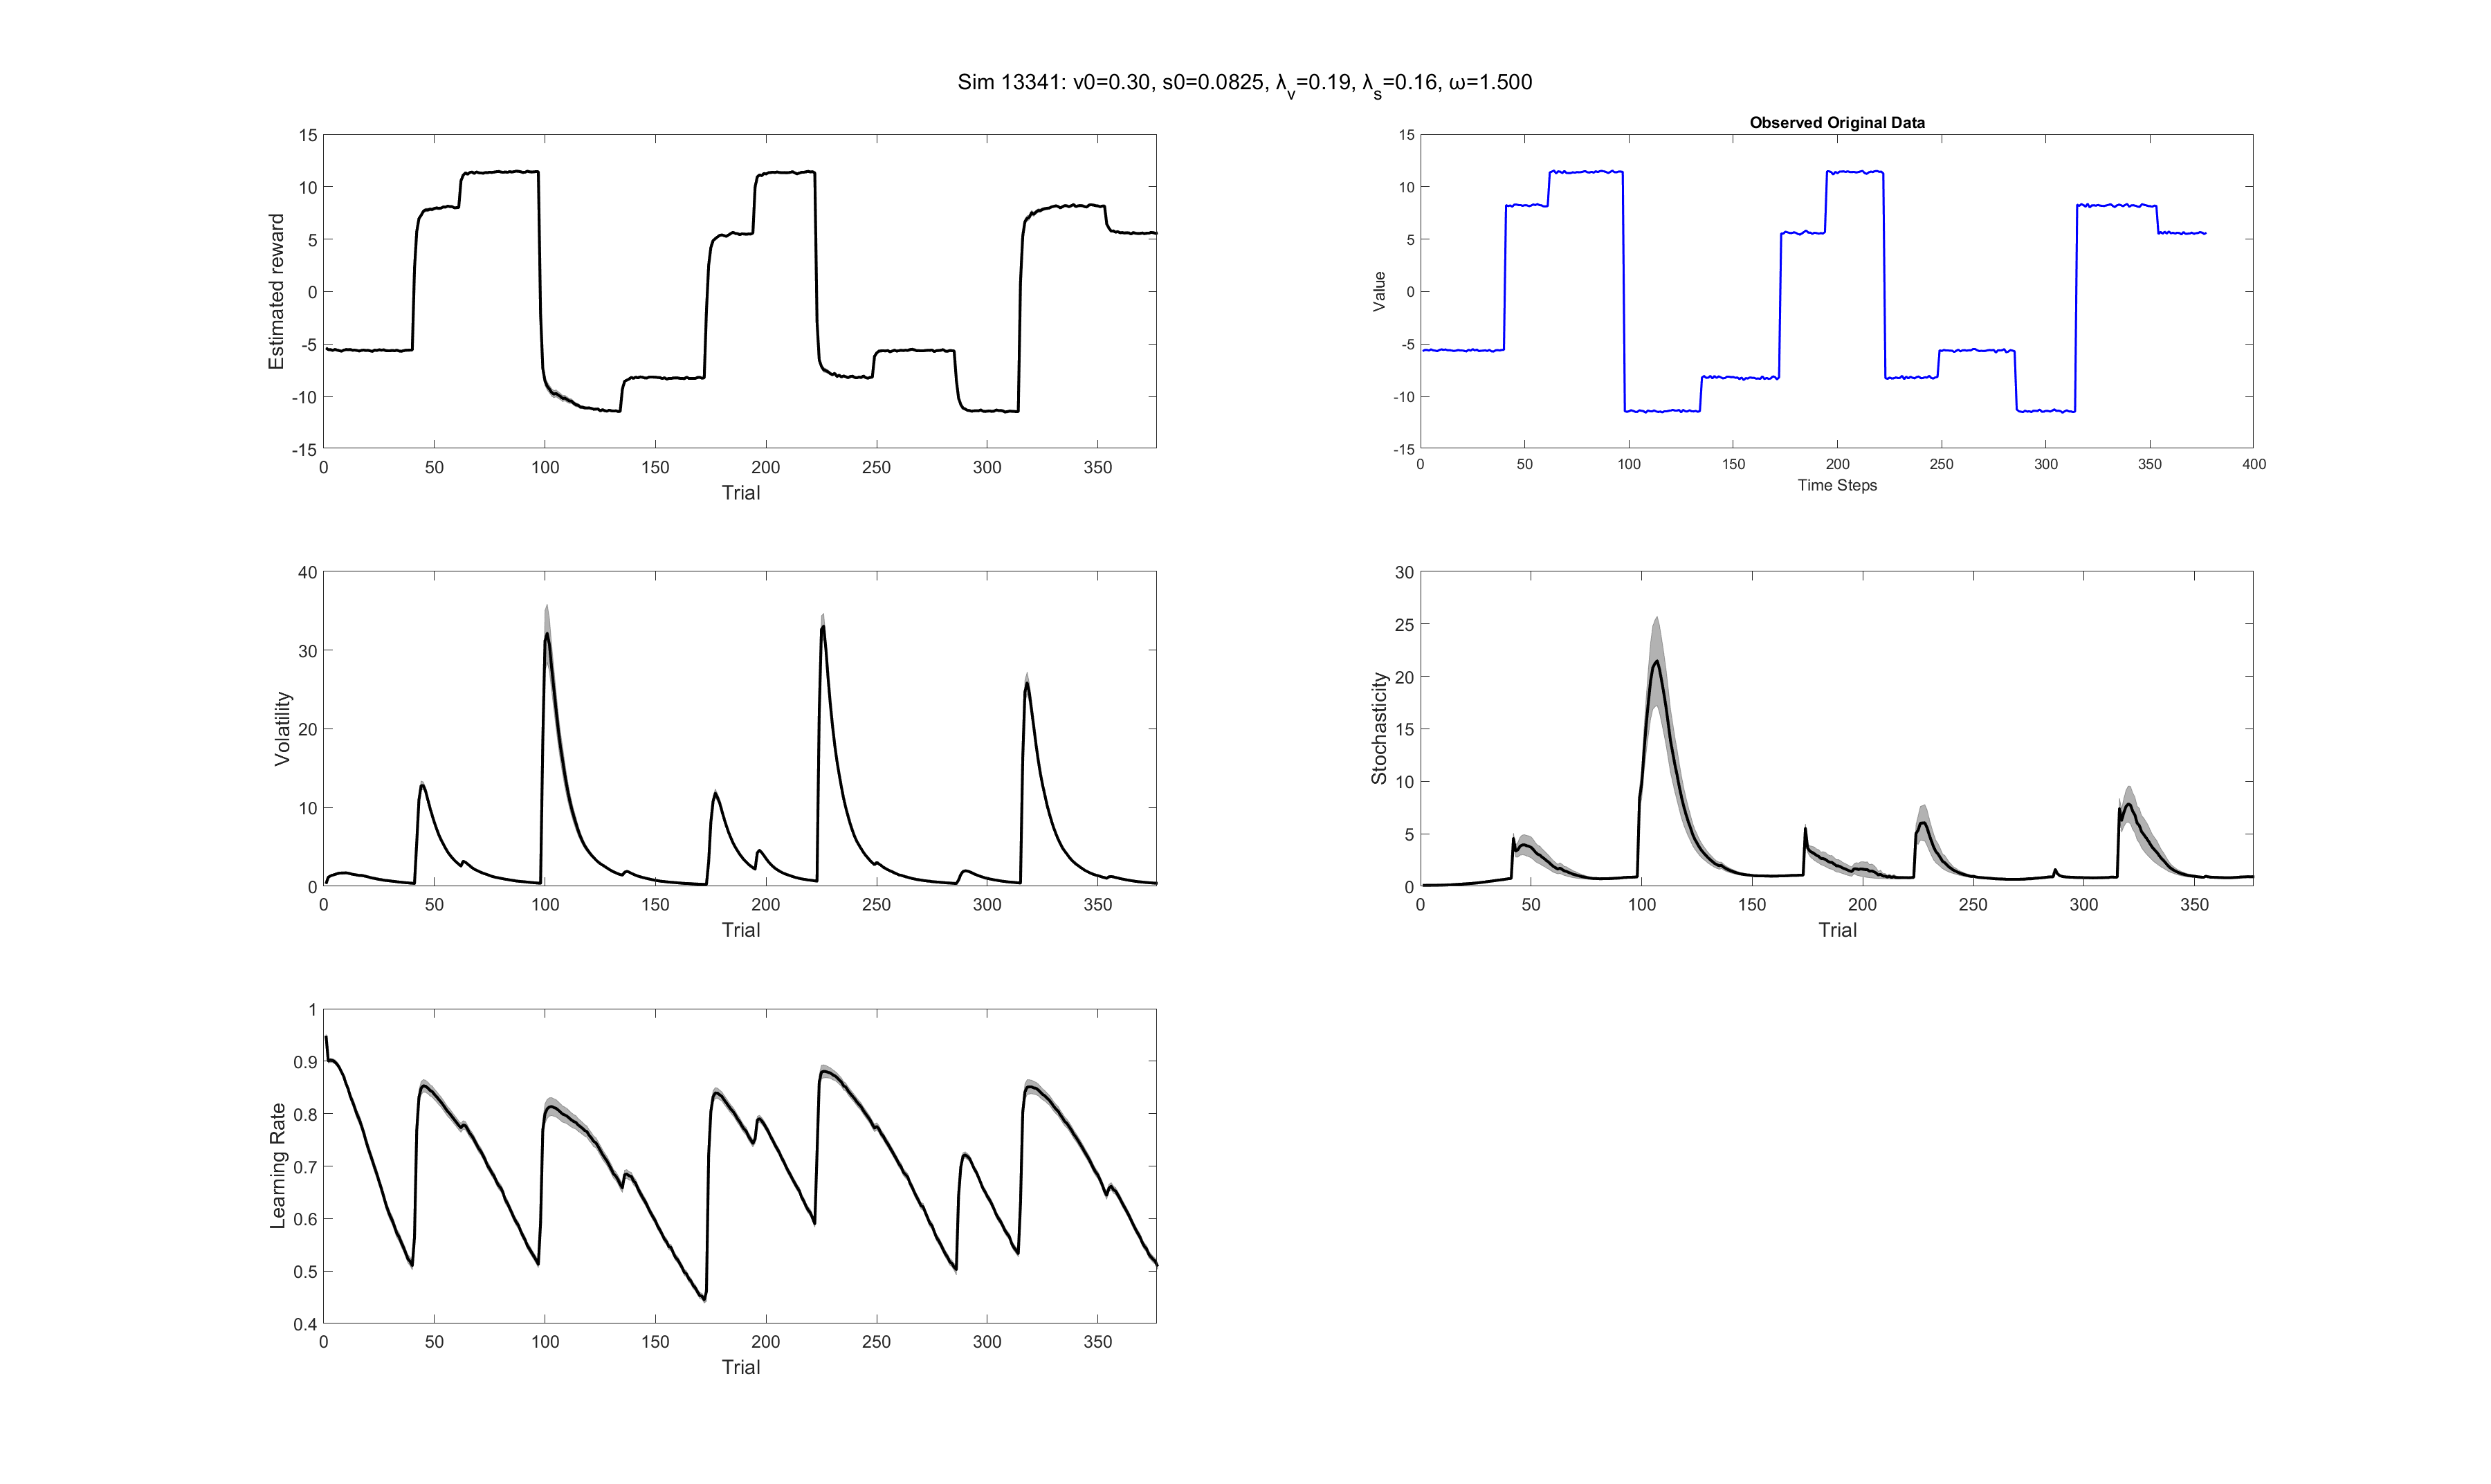 Sim 13341: v0=0.30, s0=0.0825, λ_v=0.19, λ_s=0.16, ω=1.500
15
10
5
0
-5
-10
-15
Estimated reward
0 50 100 150 200 250 300 350
Trial
Observed Original Data
15
10
5
0
-5
-10
-15
Value
0 50 100 150 200 250 300 350 400
Time Steps
40
30
20
10
0
Volatility
0 50 100 150 200 250 300 350
Trial
30
25
20
15
10
5
0
Stochasticity
0 50 100 150 200 250 300 350
Trial
1
0.9
0.8
0.7
0.6
0.5
0.4
Learning Rate
0 50 100 150 200 250 300 350
Trial